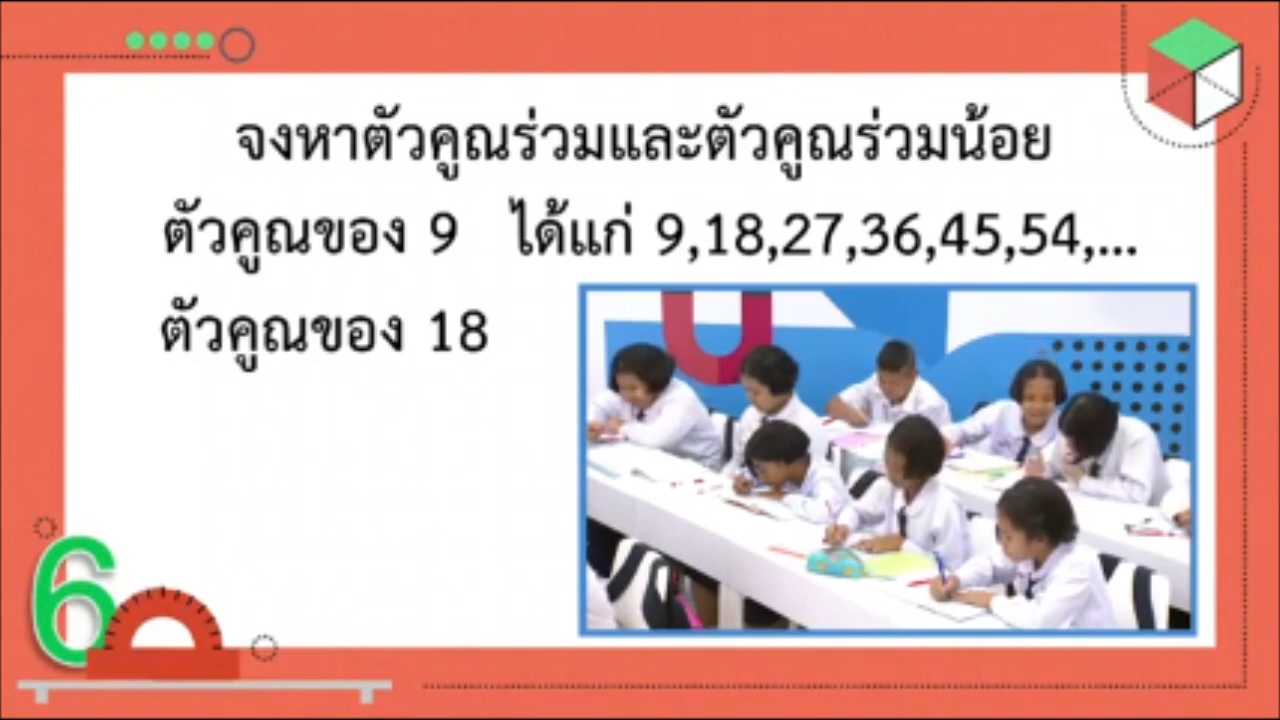 จงหาตัวคูณร่วมและตัวคูณร่วมน้อย
ตัวคูณของ 9 ได้แก่ 9,18,27,36,45,54,...
ตัวคูณของ 18
6